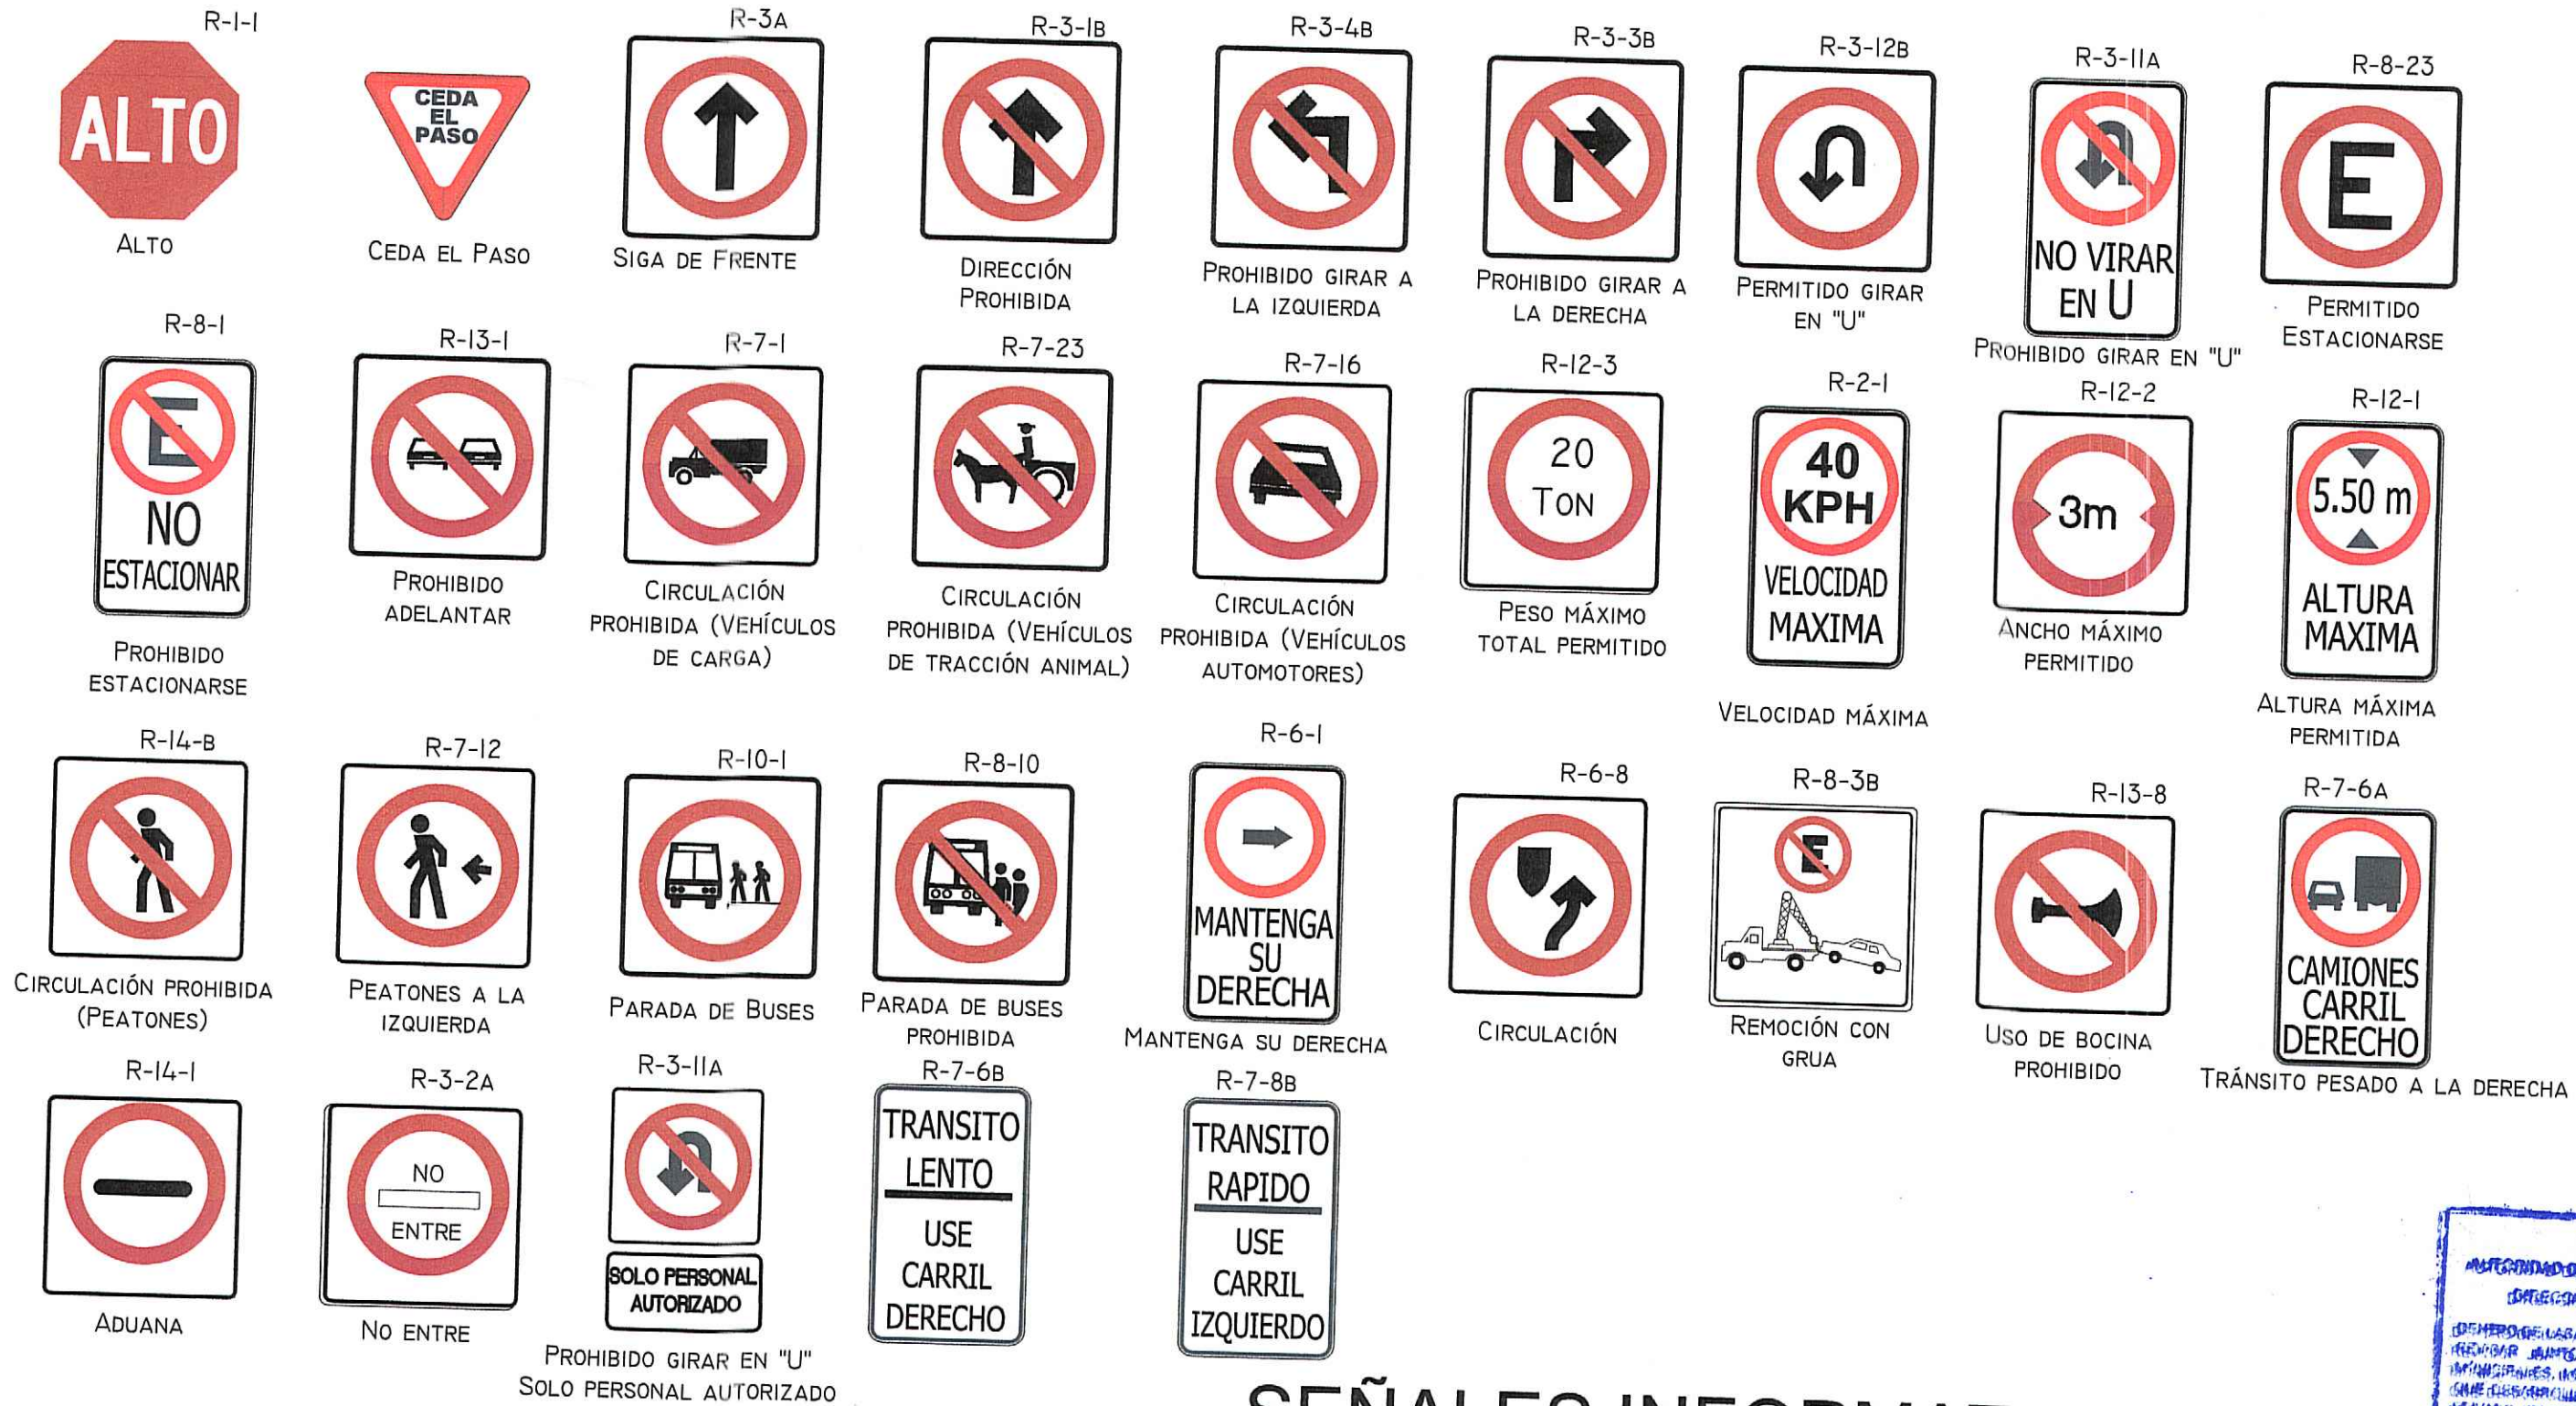 R-1-1
ALTO
ALTO
CEDA
EL
PASO
CEDA EL PASO
R-3A
SIGA DE FRENTE
R-3-1B
DIRECCIÓN
PROHIBIDA
R-3-4B
PROHIBIDO GIRAR A
LA IZQUIERDA
R-3-3B
PROHIBIDO GIRAR A
LA DERECHA
R-3-12B
PERMITIDO GIRAR
EN "U"
R-3-11A
NO VIRAR
EN U
PROHIBIDO GIRAR EN "U"
R-8-23
E
PERMITIDO
ESTACIONARSE
R-8-1
E
NO
ESTACIONAR
PROHIBIDO
ESTACIONARSE
R-13-1
PROHIBIDO
ADELANTAR
R-7-1
CIRCULACIÓN
PROHIBIDA (VEHÍCULOS
DE CARGA)
R-7-23
CIRCULACIÓN
PROHIBIDA (VEHÍCULOS
DE TRACCIÓN ANIMAL)
R-7-16
CIRCULACIÓN
PROHIBIDA (VEHÍCULOS
AUTOMOTORES)
R-12-3
20
TON
PESO MÁXIMO
TOTAL PERMITIDO
R-2-1
40
KPH
VELOCIDAD
MAXIMA
VELOCIDAD MÁXIMA
R-12-2
3m
ANCHO MÁXIMO
PERMITIDO
R-12-1
5.50 m
ALTURA
MAXIMA
ALTURA MÁXIMA
PERMITIDA
R-14-B
CIRCULACIÓN PROHIBIDA
(PEATONES)
R-7-12
PEATONES A LA
IZQUIERDA
R-10-1
PARADA DE BUSES
R-8-10
PARADA DE BUSES
PROHIBIDA
R-6-1
MANTENGA
SU
DERECHA
MANTENGA SU DERECHA
R-6-8
CIRCULACIÓN
R-8-3B
E
REMOCIÓN CON
GRUA
R-13-8
USO DE BOCINA
PROHIBIDO
R-7-6A
CAMIONES
CARRIL
DERECHO
TRÁNSITO PESADO A LA DERECHA
R-14-1
ADUANA
R-3-2A
NO
ENTRE
NO ENTRE
R-3-11A
SOLO PERSONAL
AUTORIZADO
PROHIBIDO GIRAR EN "U"
SOLO PERSONAL AUTORIZADO
R-7-6B
TRANSITO
LENTO
USE
CARRIL
DERECHO
R-7-8B
TRANSITO
RAPIDO
USE
CARRIL
IZQUIERDO
SEÑALES